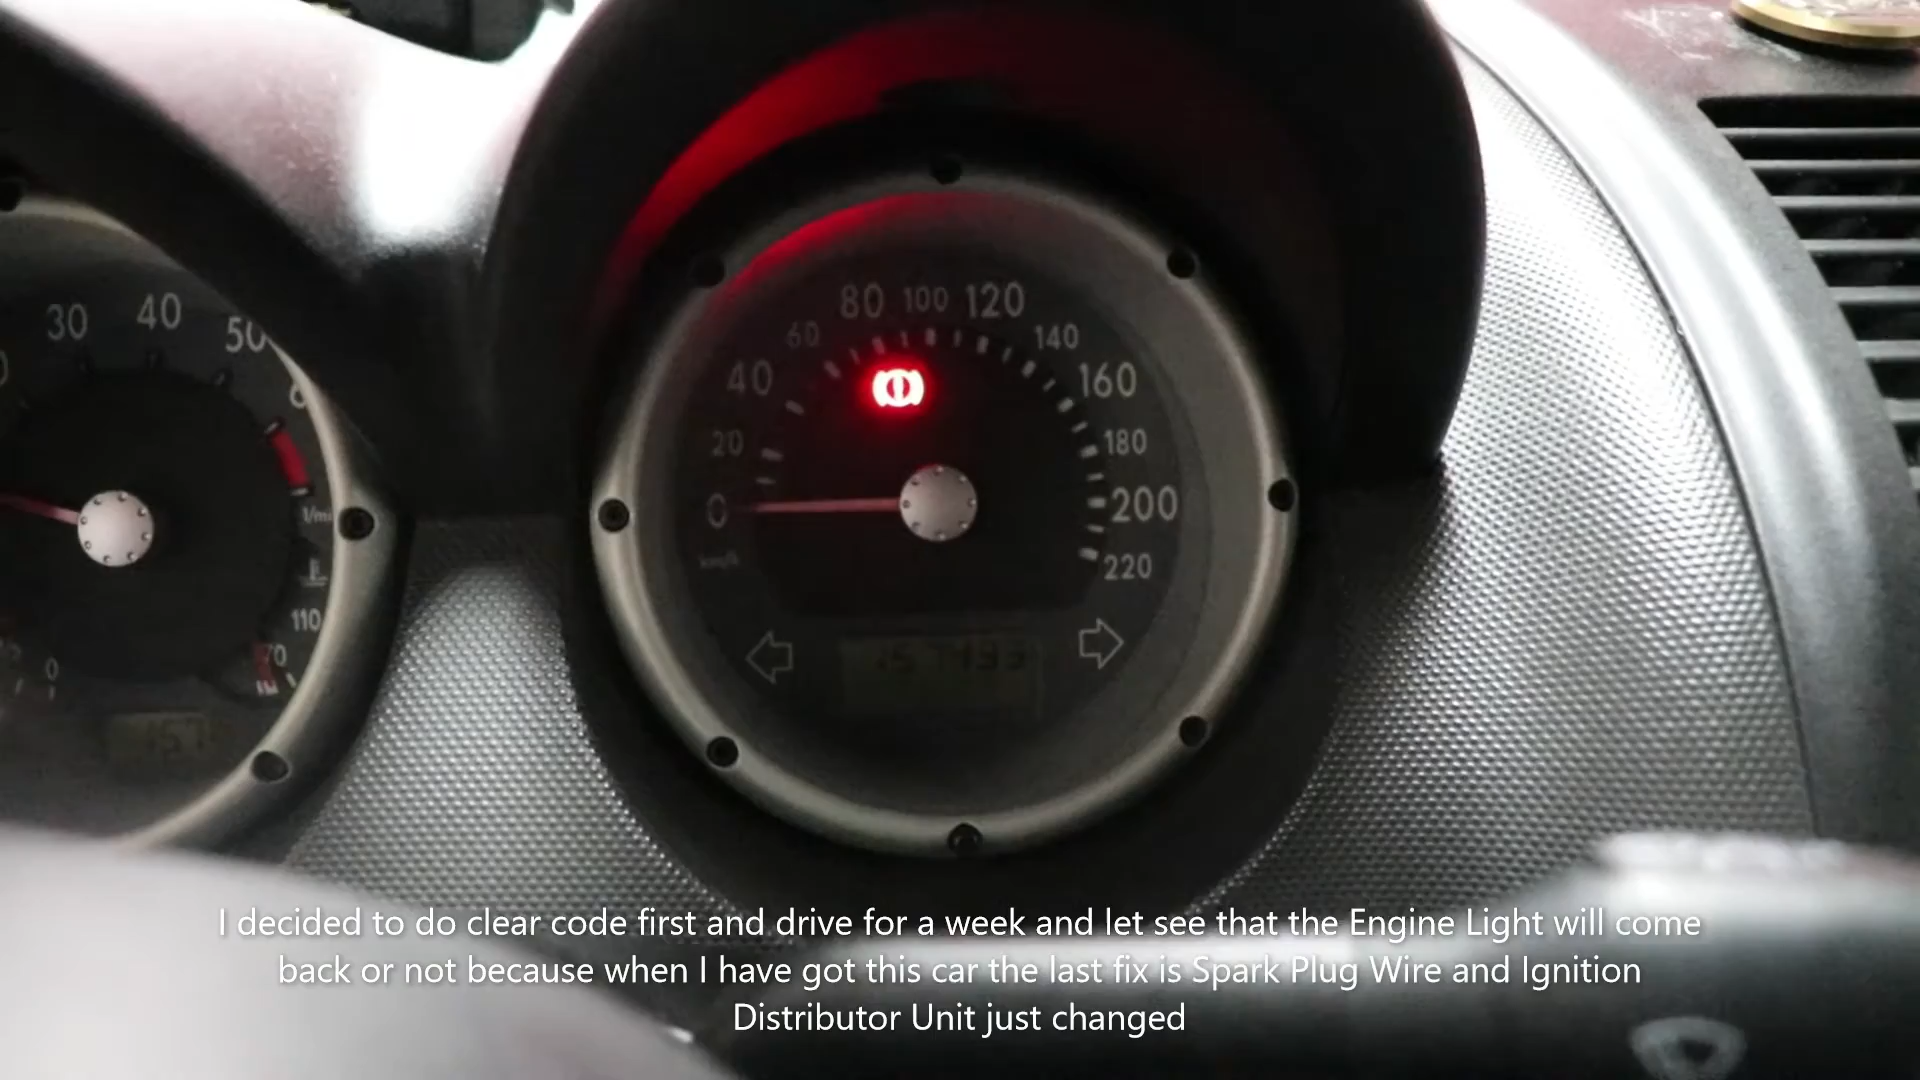 80 100 120
60 140
40 160
20 180
0 200
km/h 220
30 40 50
110
70
0
I decided to do clear code first and drive for a week and let see that the Engine Light will come
back or not because when I have got this car the last fix is Spark Plug Wire and Ignition
Distributor Unit just changed